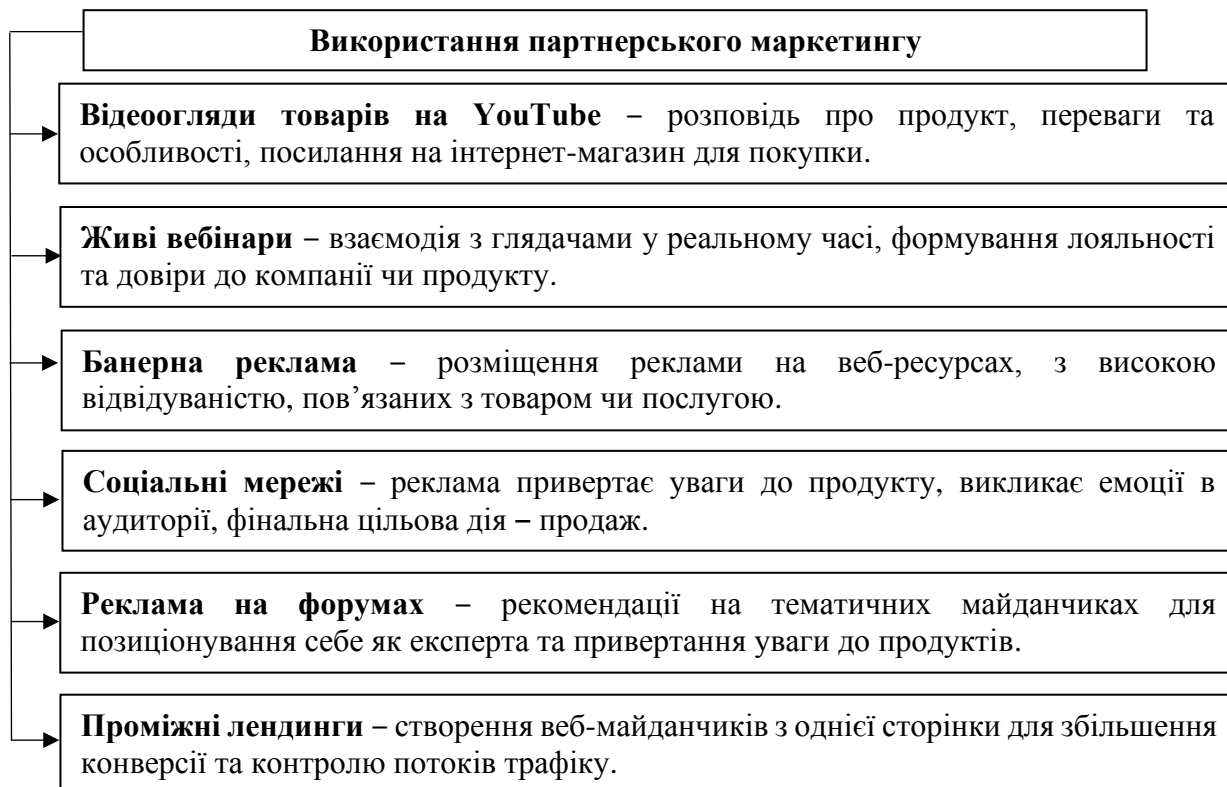 Використання партнерського маркетингу
Відеоогляди товарів на YouTube – розповідь про продукт, переваги та
особливості, посилання на інтернет-магазин для покупки.
Живі вебінари – взаємодія з глядачами у реальному часі, формування лояльності
та довіри до компанії чи продукту.
Банерна реклама – розміщення реклами на веб-ресурсах, з високою
відвідуваністю, пов’язаних з товаром чи послугою.
Соціальні мережі – реклама привертає уваги до продукту, викликає емоції в
аудиторії, фінальна цільова дія – продаж.
Реклама на форумах – рекомендації на тематичних майданчиках для
позиціонування себе як експерта та привертання уваги до продуктів.
Проміжні лендинги – створення веб-майданчиків з однієї сторінки для збільшення
конверсії та контролю потоків трафіку.